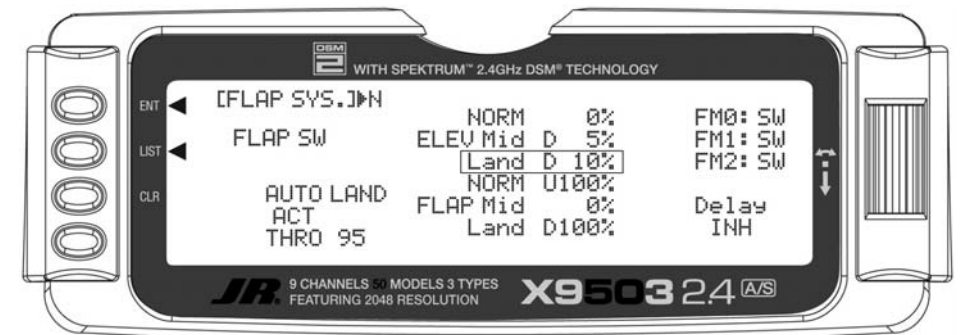 DSM
2 WITH SPEKTRUM™ 2.4GHz DSM® TECHNOLOGY
ENT
LIST
CLR
[FLAP SYS.]▶N
FLAP SW
AUTO LAND
ACT
THRO 95
NORM 0%
ELEV Mid D 5%
Land D 10%
NORM U100%
FLAP Mid 0%
Land D100%
FM0: SW
FM1: SW
FM2: SW
Delay
INH
JR 9 CHANNELS 50 MODELS 3 TYPES
FEATURING 2048 RESOLUTION
X9503 2.4 A/S